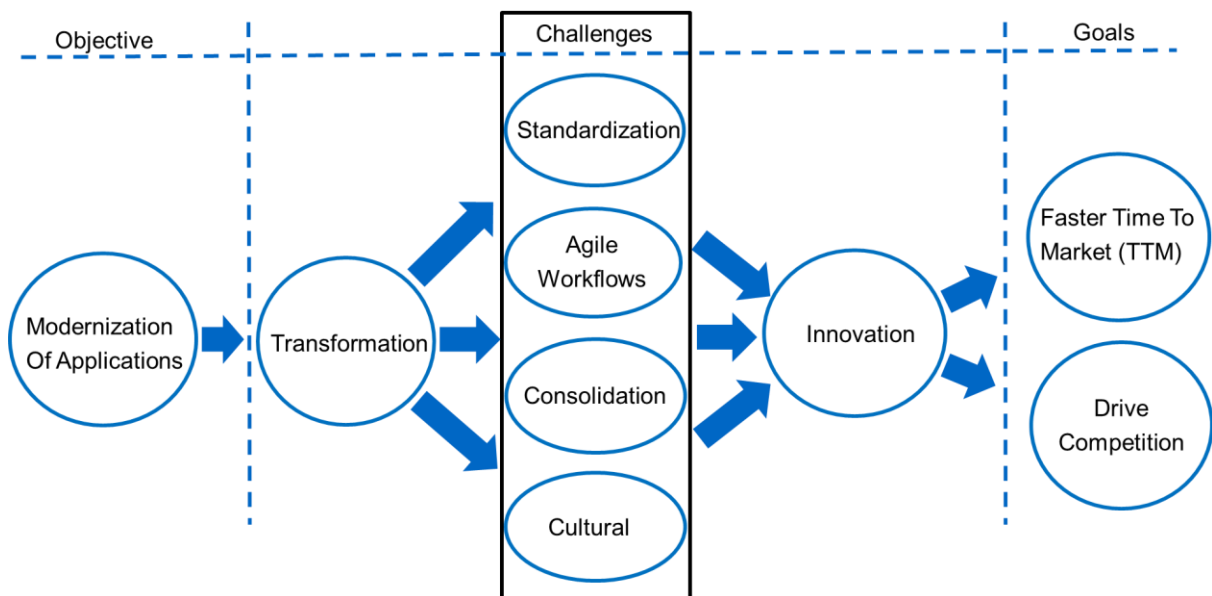 Objective
Challenges
Goals
Modernization
Of Applications
Transformation
Standardization
Agile
Workflows
Consolidation
Cultural
Innovation
Faster Time To
Market (TTM)
Drive
Competition